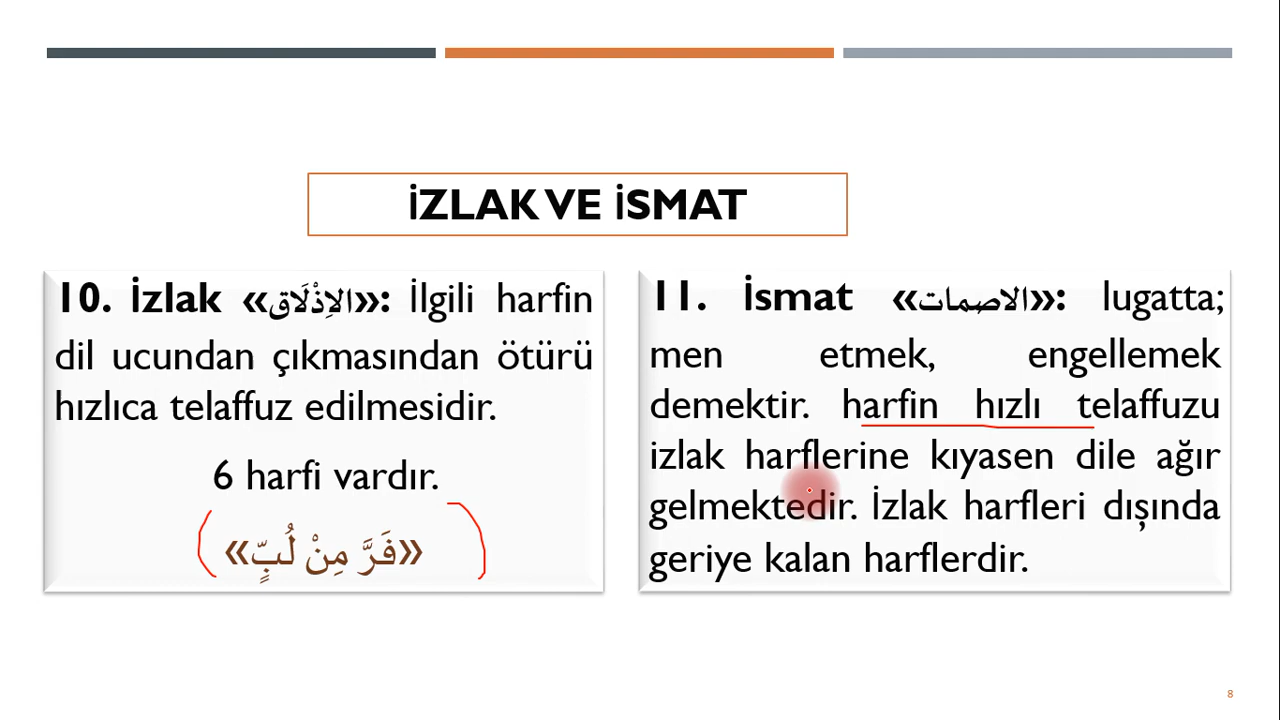 İZLAK VE İSMAT
10. İzlak «الاِذْلَاق»: İlgili harfin
dil ucundan çıkmasından ötürü
hızlıca telaffuz edilmesidir.
6 harfi vardır.
«فَرَّ مِنْ لُبٍّ»
11. İsmat «الاصمات»: lugatta;
men etmek, engellemek
demektir. harfin hızlı telaffuzu
izlak harflerine kıyasen dile ağır
gelmektedir. İzlak harfleri dışında
geriye kalan harflerdir.
8